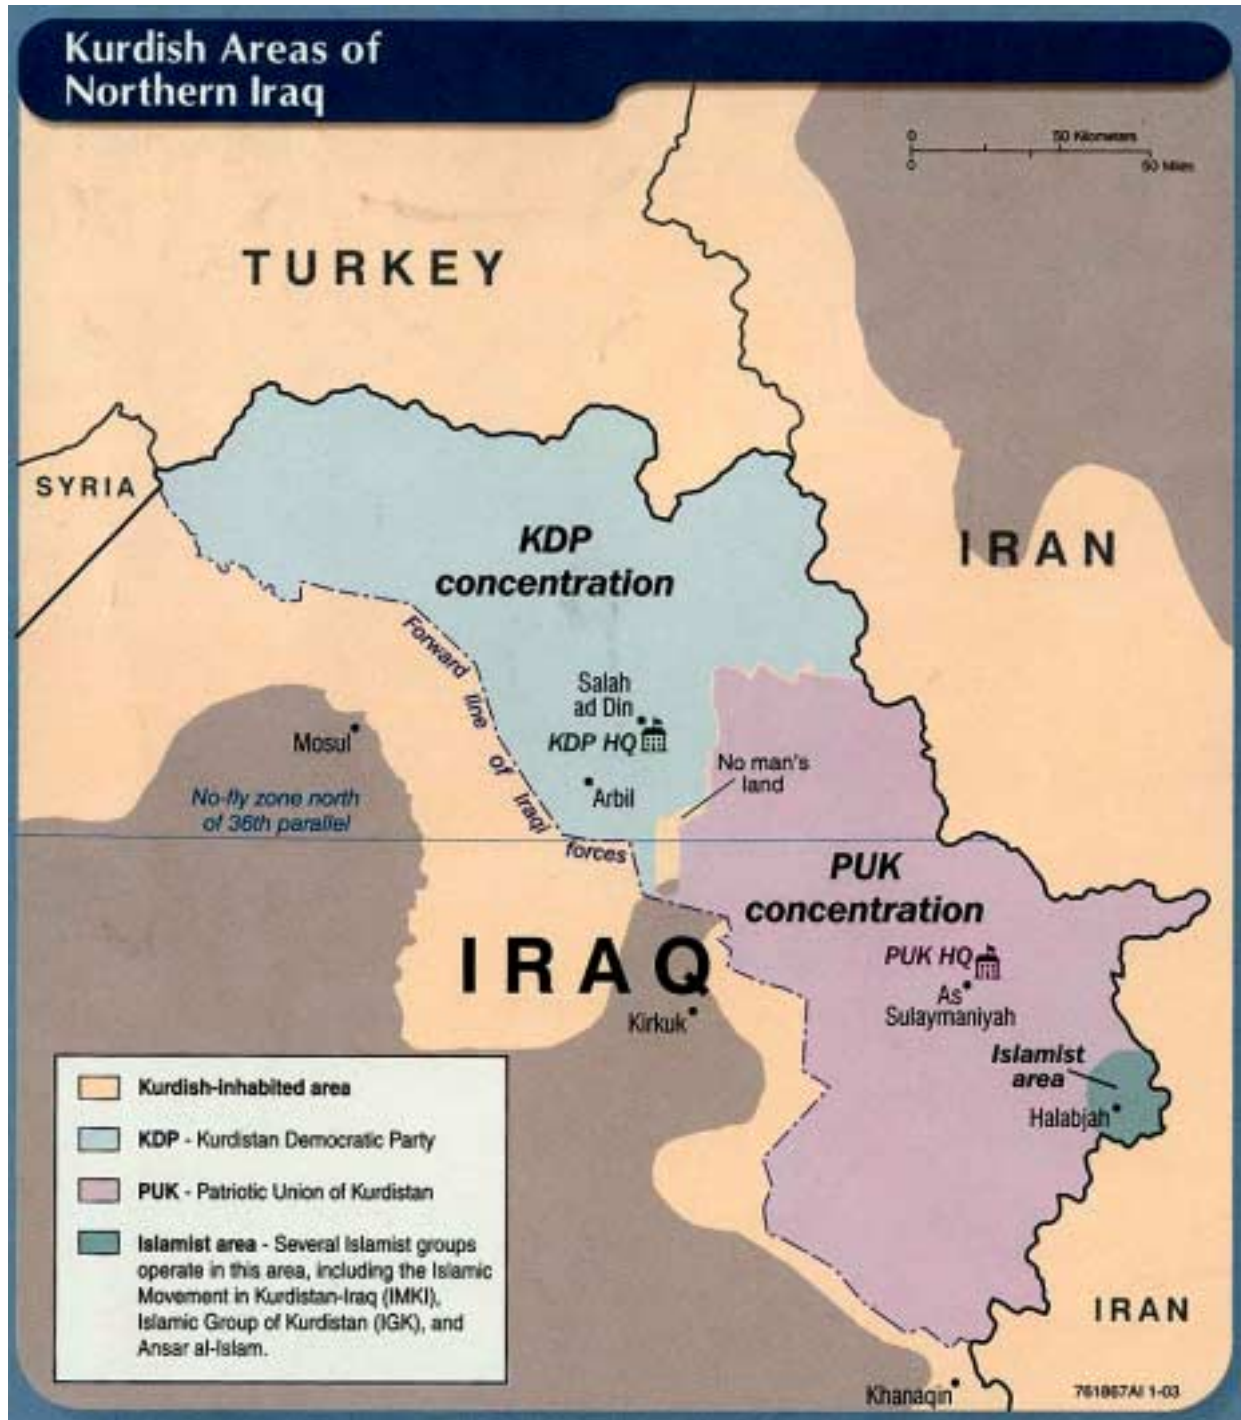 Kurdish Areas of
Northern Iraq
0 50 Kilometers
0 50 Miles
TURKEY
SYRIA
IRAN
KDP
concentration
Forward line of Iraqi forces
Salah
ad Din
KDP HQ
Mosul
Arbil
No man's
land
No-fly zone north
of 36th parallel
PUK
concentration
IRAQ
PUK HQ
As
Sulaymaniyah
Kirkuk
Islamist
area
Halabjah
Kurdish-inhabited area
KDP - Kurdistan Democratic Party
PUK - Patriotic Union of Kurdistan
Islamist area - Several Islamist groups
operate in this area, including the Islamic
Movement in Kurdistan-Iraq (IMKI),
Islamic Group of Kurdistan (IGK), and
Ansar al-Islam.
IRAN
Khanaqin
761867AI 1-03